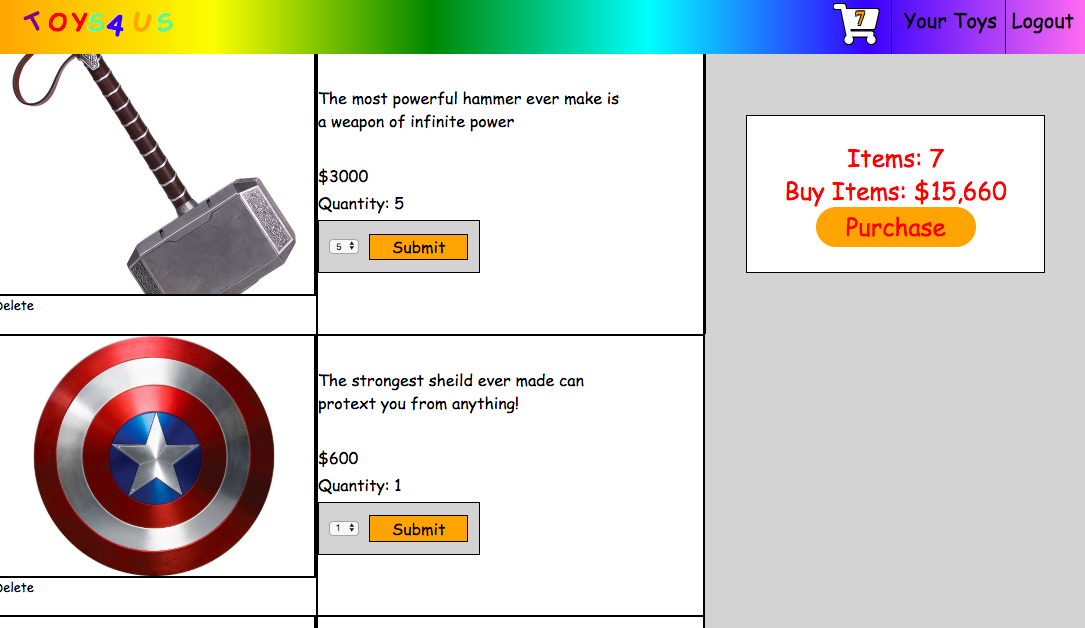 TOYS4US
7
Your Toys
Logout
The most powerful hammer ever make is
a weapon of infinite power
$3000
Quantity: 5
5
Submit
Delete
Items: 7
Buy Items: $15,660
Purchase
The strongest sheild ever made can
protext you from anything!
$600
Quantity: 1
1
Submit
Delete